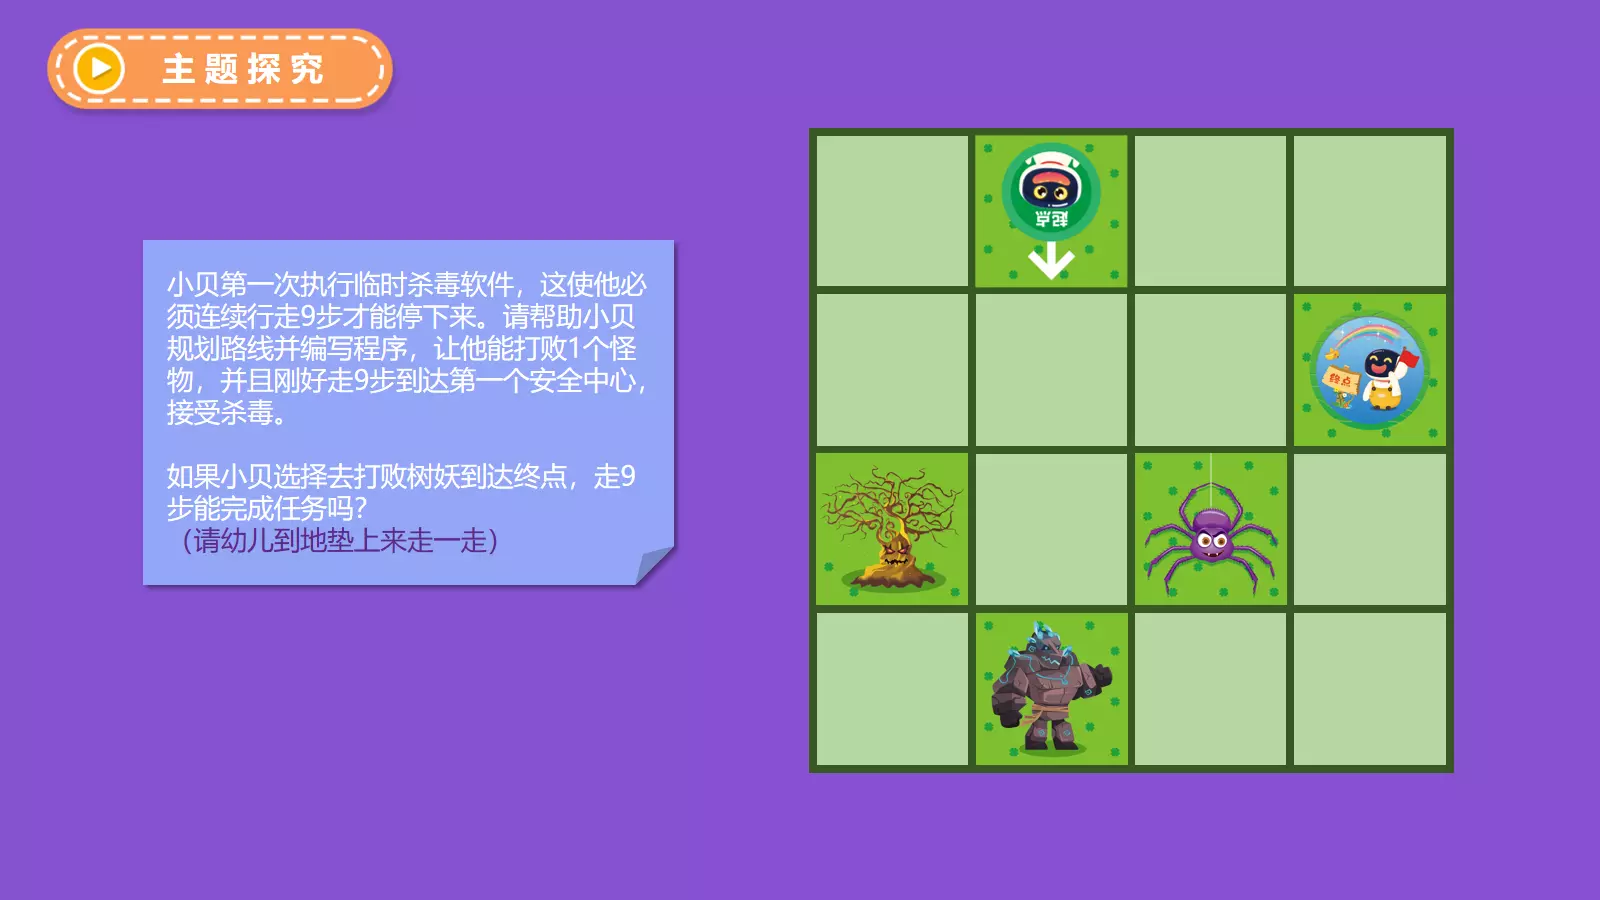 主题探究
小贝第一次执行临时杀毒软件，这使他必
须连续行走9步才能停下来。请帮助小贝
规划路线并编写程序，让他能打败1个怪
物，并且刚好走9步到达第一个安全中心，
接受杀毒。
如果小贝选择去打败树妖到达终点，走9
步能完成任务吗？
（请幼儿到地垫上来走一走）
起点
终点